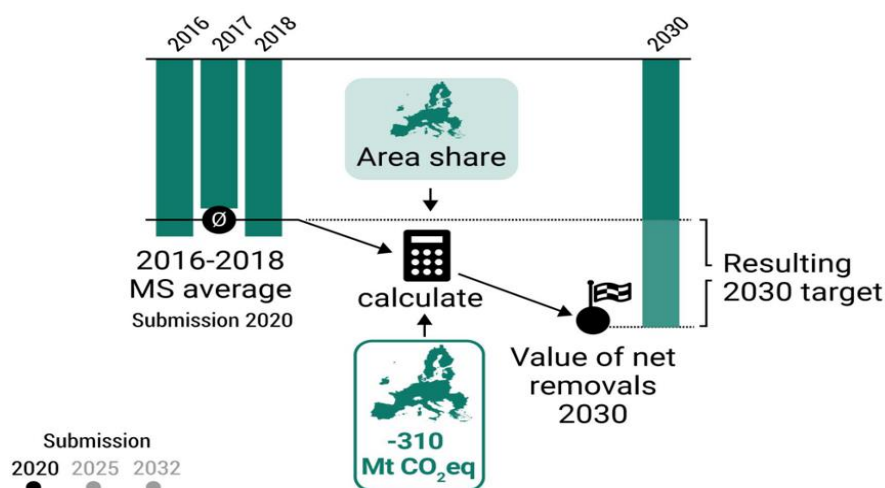 2016
2017
2018
2030
Area share
Ø
2016-2018
MS average
Submission 2020
calculate
Resulting
2030 target
Value of net
removals
2030
-310
Mt CO₂eq
Submission
2020 2025 2032